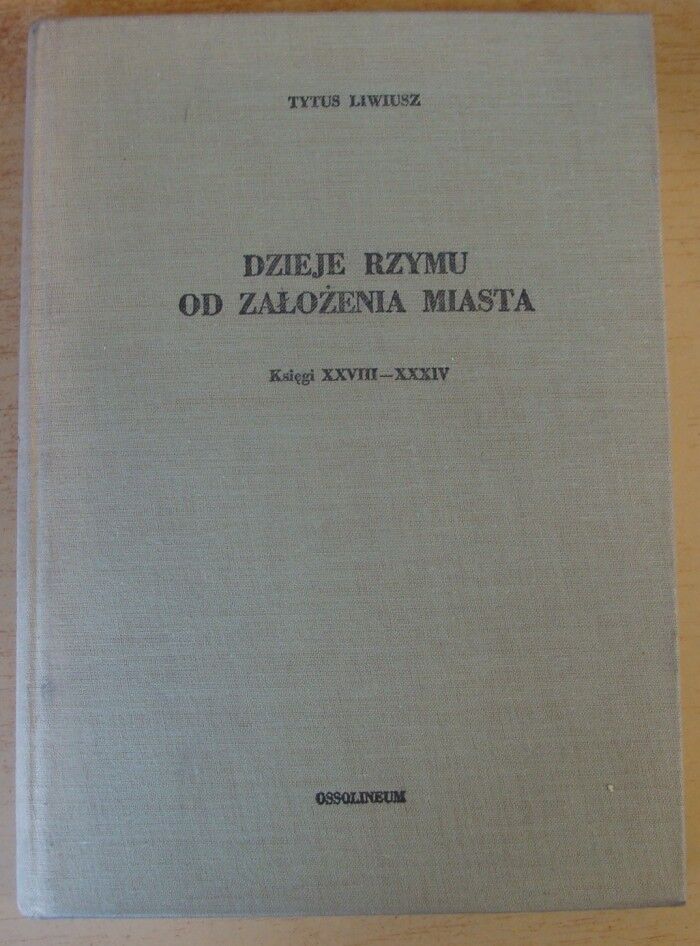 TYTUS LIWIUSZ
DZIEJE RZYMU
OD ZAŁOŻENIA MIASTA
Księgi XXVIII—XXXIV
OSSOLINEUM